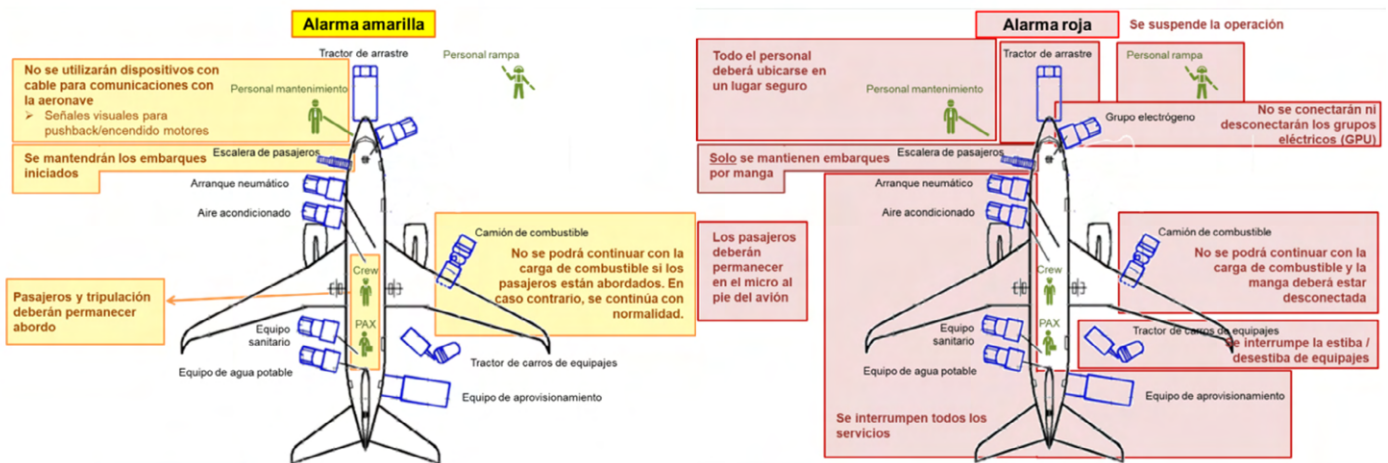 Alarma amarilla
Tractor de arrastre
Personal rampa
No se utilizarán dispositivos con
cable para comunicaciones con
la aeronave
➢ Señales visuales para
pushback/encendido motores
Personal mantenimiento
Se mantendrán los embarques
iniciados
Escalera de pasajeros
Arranque neumático
Aire acondicionado
Camión de combustible
No se podrá continuar con la
carga de combustible si los
pasajeros están abordados. En
caso contrario, se continúa con
normalidad.
Crew
Pasajeros y tripulación
deberán permanecer
abordo
PAX
Equipo
sanitario
Equipo de agua potable
Tractor de carros de equipajes
Equipo de aprovisionamiento
Alarma roja
Se suspende la operación
Tractor de arrastre
Personal rampa
Todo el personal
deberá ubicarse en
un lugar seguro
Personal mantenimiento
Grupo electrógeno
No se conectarán ni
desconectarán los grupos
eléctricos (GPU)
Escalera de pasajeros
Solo se mantienen embarques
por manga
Arranque neumático
Aire acondicionado
Los pasajeros
deberán
permanecer
en el micro al
pie del avión
Camión de combustible
No se podrá continuar con la
carga de combustible y la
manga deberá estar
desconectada
Crew
PAX
Equipo
sanitario
Equipo de agua potable
Tractor de carros de equipajes
Se interrumpe la estiba /
desestiba de equipajes
Equipo de aprovisionamiento
Se interrumpen todos los
servicios